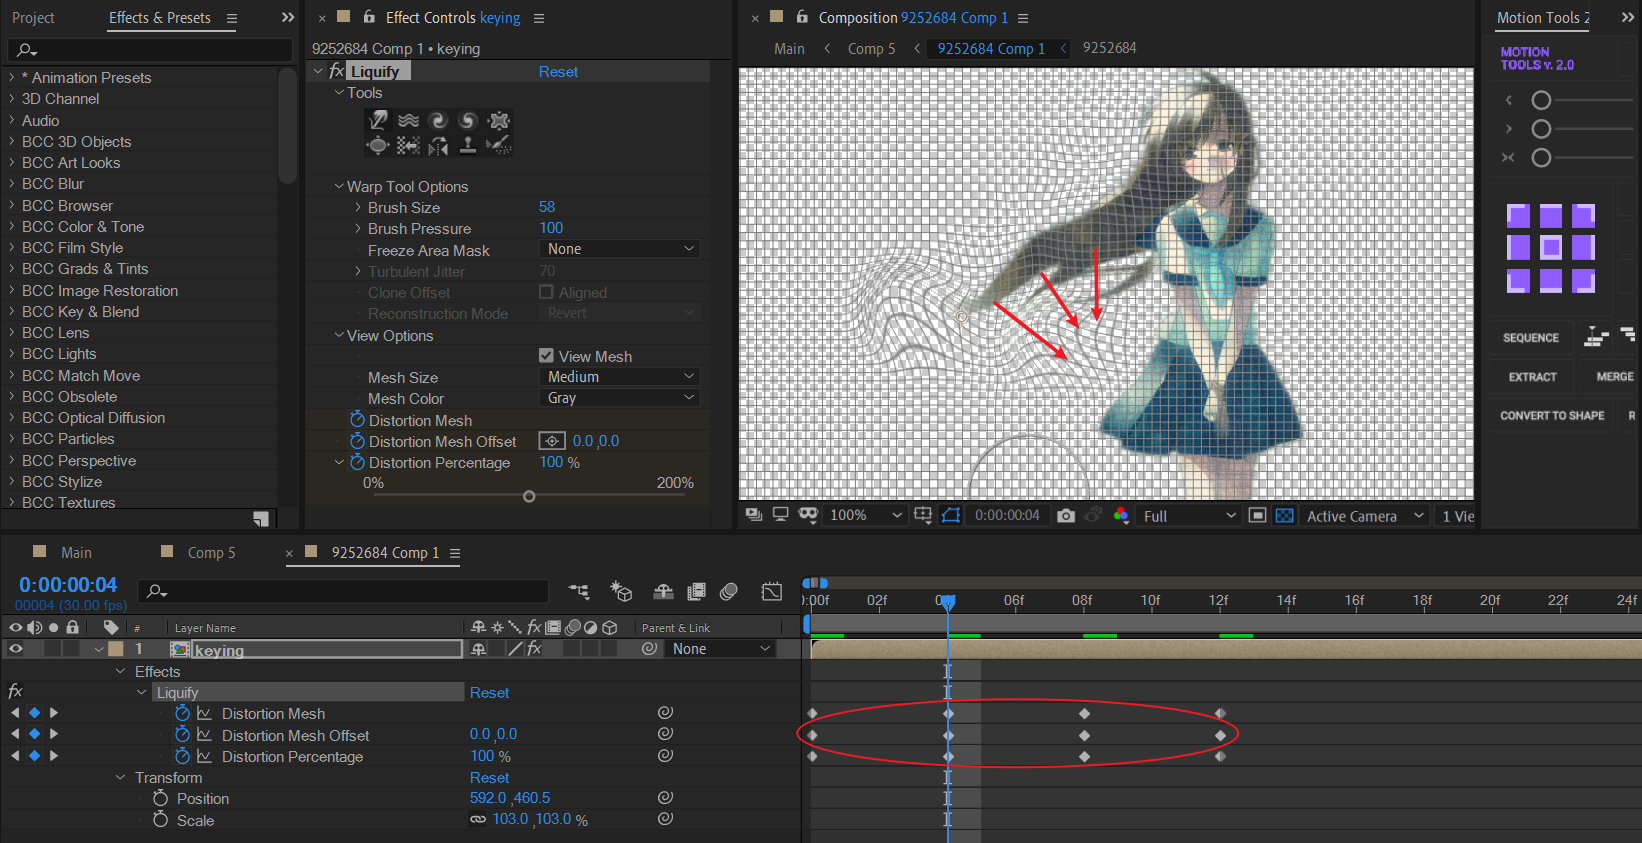 Project
Effects & Presets
* Animation Presets
3D Channel
Audio
BCC 3D Objects
BCC Art Looks
BCC Blur
BCC Browser
BCC Color & Tone
BCC Film Style
BCC Grads & Tints
BCC Image Restoration
BCC Key & Blend
BCC Lens
BCC Lights
BCC Match Move
BCC Obsolete
BCC Optical Diffusion
BCC Particles
BCC Perspective
BCC Stylize
BCC Textures
Effect Controls keying
9252684 Comp 1 • keying
fx Liquify Reset
Tools
Warp Tool Options
Brush Size 58
Brush Pressure 100
Freeze Area Mask None
Turbulent Jitter 70
Clone Offset Aligned
Reconstruction Mode Revert
View Options
View Mesh
Mesh Size Medium
Mesh Color Gray
Distortion Mesh
Distortion Mesh Offset 0.0,0.0
Distortion Percentage 100 %
0% 200%
Composition 9252684 Comp 1
Main Comp 5 9252684 Comp 1 9252684
100% 0:00:00:04 Full Active Camera 1 Vie
Motion Tools 2
MOTION
TOOLS v. 2.0
SEQUENCE
EXTRACT MERGE
CONVERT TO SHAPE R
Main Comp 5 9252684 Comp 1
0:00:00:04
00004 (30.00 fps)
# Layer Name fx Parent & Link
:00f 02f 04f 06f 08f 10f 12f 14f 16f 18f 20f 22f 24f
1 keying fx None
Effects
fx Liquify Reset
Distortion Mesh
Distortion Mesh Offset 0.0,0.0
Distortion Percentage 100 %
Transform Reset
Position 592.0,460.5
Scale 103.0,103.0 %